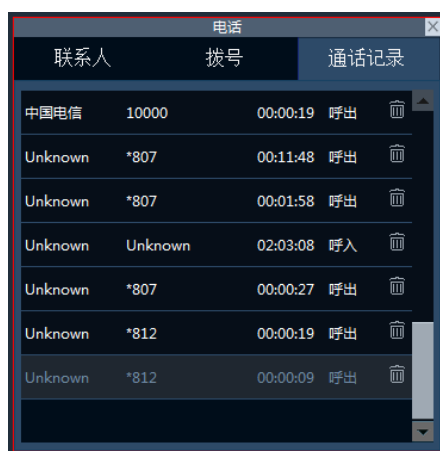 电话
联系人 拨号 通话记录
中国电信 10000 00:00:19 呼出
Unknown *807 00:11:48 呼出
Unknown *807 00:01:58 呼出
Unknown Unknown 02:03:08 呼入
Unknown *807 00:00:27 呼出
Unknown *812 00:00:19 呼出
Unknown *812 00:00:09 呼出